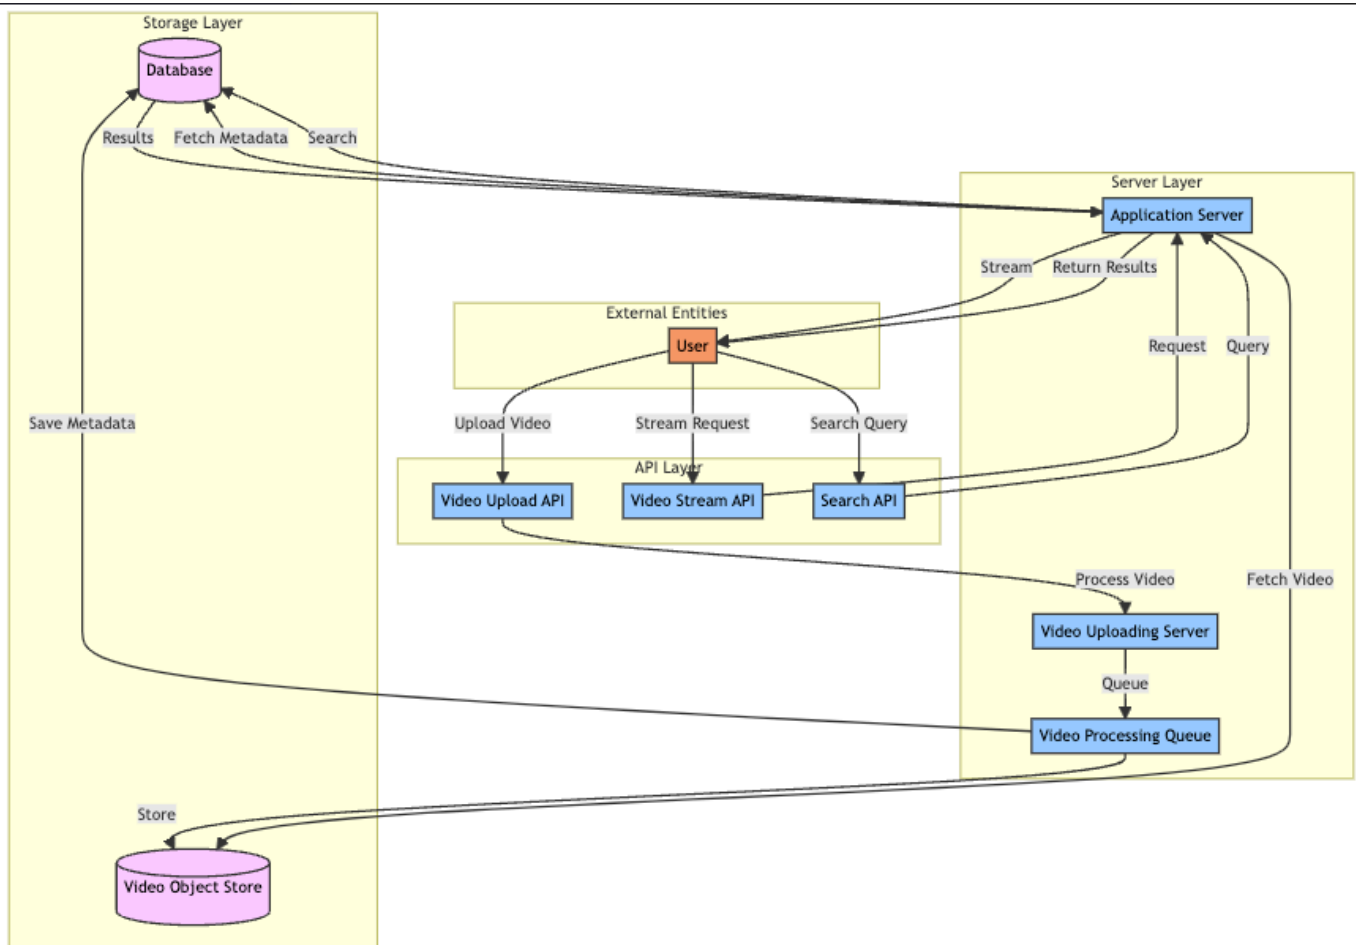 Storage Layer
Database
Results
Fetch Metadata
Search
Server Layer
Application Server
Stream
Return Results
External Entities
User
Request
Query
Save Metadata
Upload Video
Stream Request
Search Query
API Layer
Video Upload API
Video Stream API
Search API
Process Video
Fetch Video
Video Uploading Server
Queue
Video Processing Queue
Store
Video Object Store